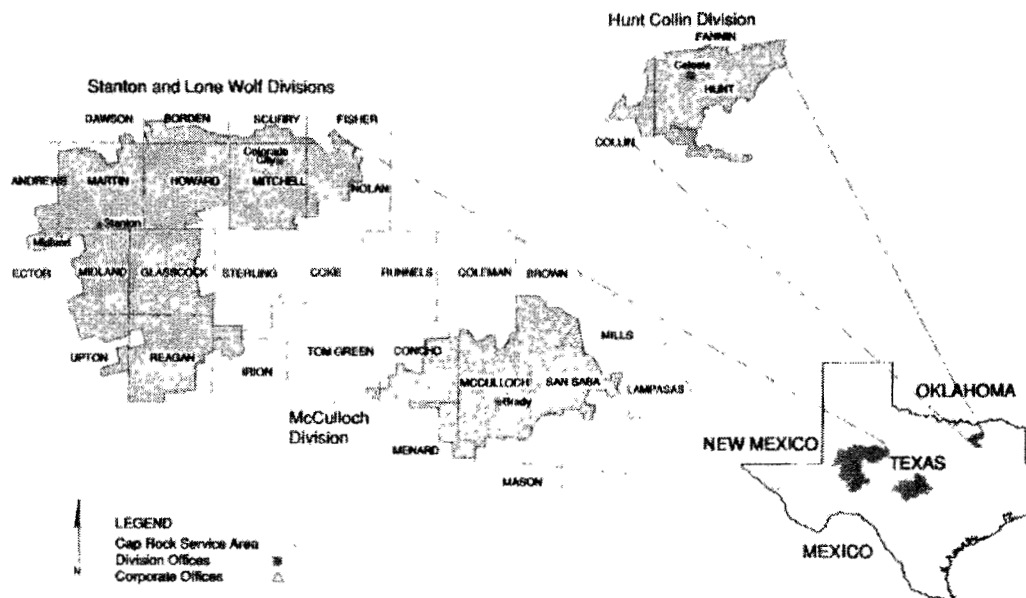 Hunt Collin Division
FANNIN
Celeste
HUNT
COLLIN
Stanton and Lone Wolf Divisions
DAWSON BORDEN SCURRY FISHER
Colorado City
ANDREWS MARTIN HOWARD MITCHELL NOLAN
Stanton
Midland
ECTOR MIDLAND GLASSCOCK STERLING COKE RUNNELS COLEMAN BROWN
MILLS
UPTON REAGAN IRION TOM GREEN CONCHO
MCCULLOCH SAN SABA LAMPASAS
Brady
McCulloch
Division
MENARD
MASON
OKLAHOMA
NEW MEXICO
TEXAS
MEXICO
LEGEND
Cap Rock Service Area
Division Offices
Corporate Offices